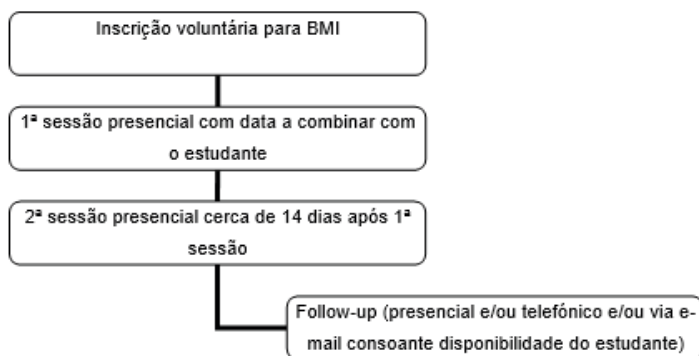 Inscrição voluntária para BMI
1ª sessão presencial com data a combinar com
o estudante
2ª sessão presencial cerca de 14 dias após 1ª
sessão
Follow-up (presencial e/ou telefónico e/ou via e-
mail consoante disponibilidade do estudante)